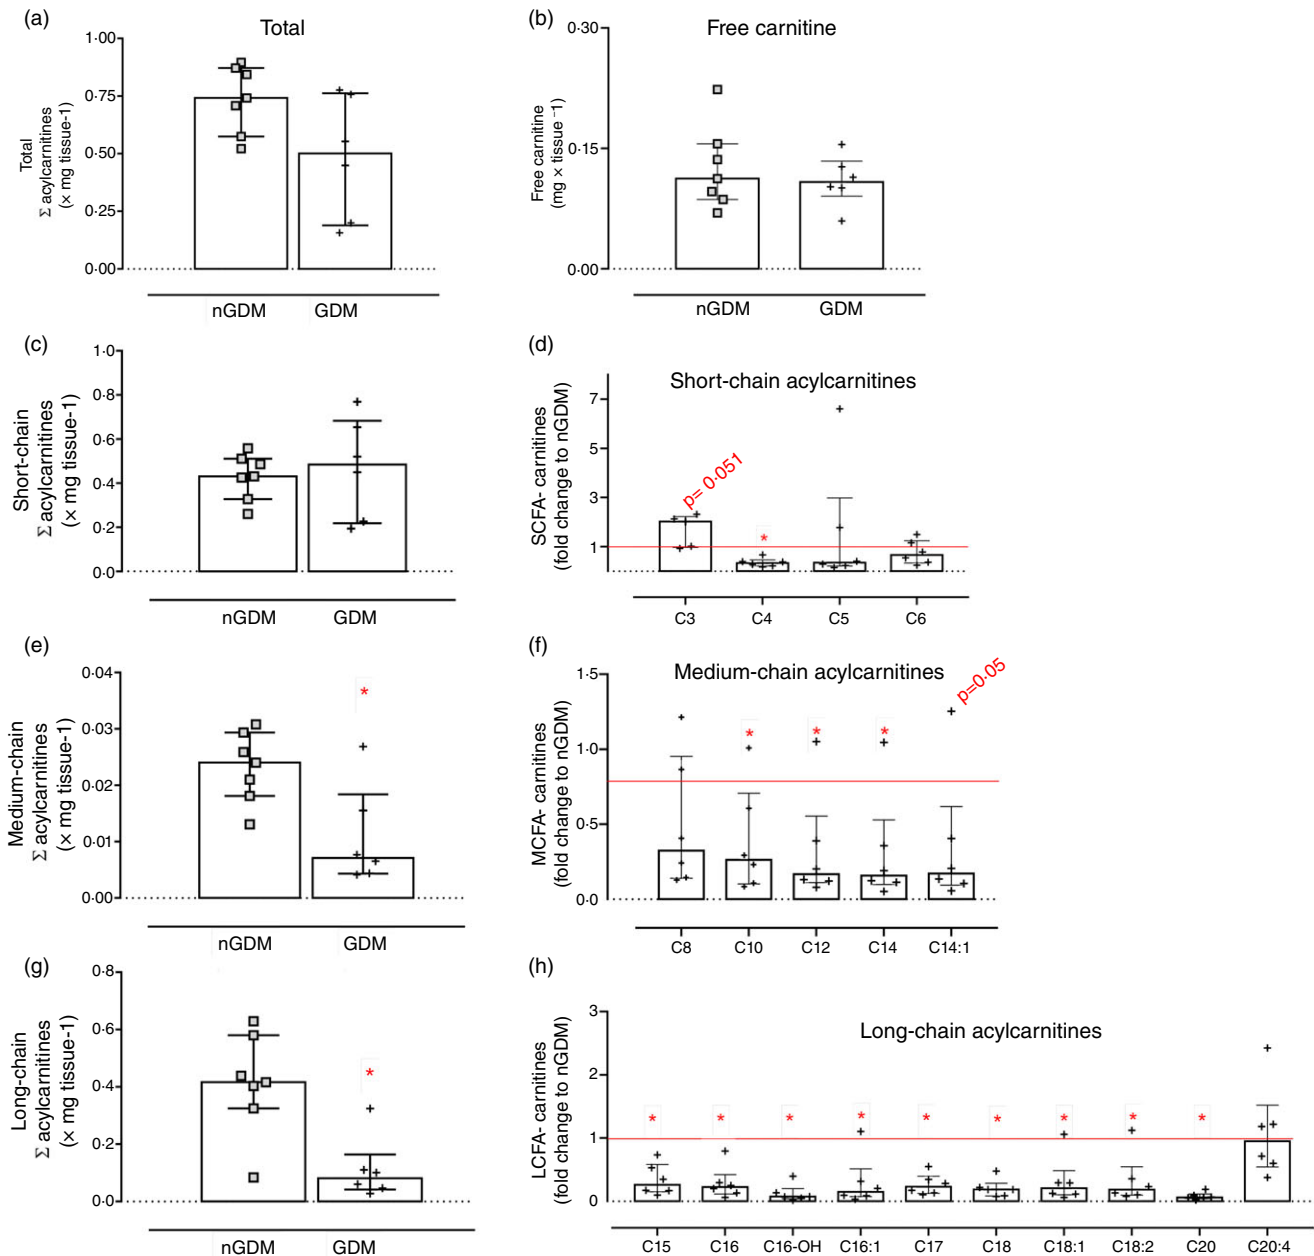 (a)
Total
Total
Σ acylcarnitines
(× mg tissue-1)
1·00
0·75
0·50
0·25
0·00
nGDM GDM
(b)
Free carnitine
Free carnitine
(mg × tissue ⁻¹)
0·30
0·15
0·00
nGDM GDM
(c)
Short-chain
Σ acylcarnitines
(× mg tissue-1)
1·0
0·8
0·6
0·4
0·2
0·0
nGDM GDM
(d)
Short-chain acylcarnitines
SCFA- carnitines
(fold change to nGDM)
7
5
3
1
p= 0·051
*
C3 C4 C5 C6
(e)
Medium-chain
Σ acylcarnitines
(× mg tissue-1)
0·04
0·03
0·02
0·01
0·00
*
nGDM GDM
(f)
Medium-chain acylcarnitines
MCFA- carnitines
(fold change to nGDM)
1·5
1·0
0·5
0·0
* * *
p=0·05
C8 C10 C12 C14 C14:1
(g)
Long-chain
Σ acylcarnitines
(× mg tissue-1)
0·8
0·6
0·4
0·2
0·0
*
nGDM GDM
(h)
Long-chain acylcarnitines
LCFA- carnitines
(fold change to nGDM)
3
2
1
0
* * * * * * * * *
C15 C16 C16-OH C16:1 C17 C18 C18:1 C18:2 C20 C20:4